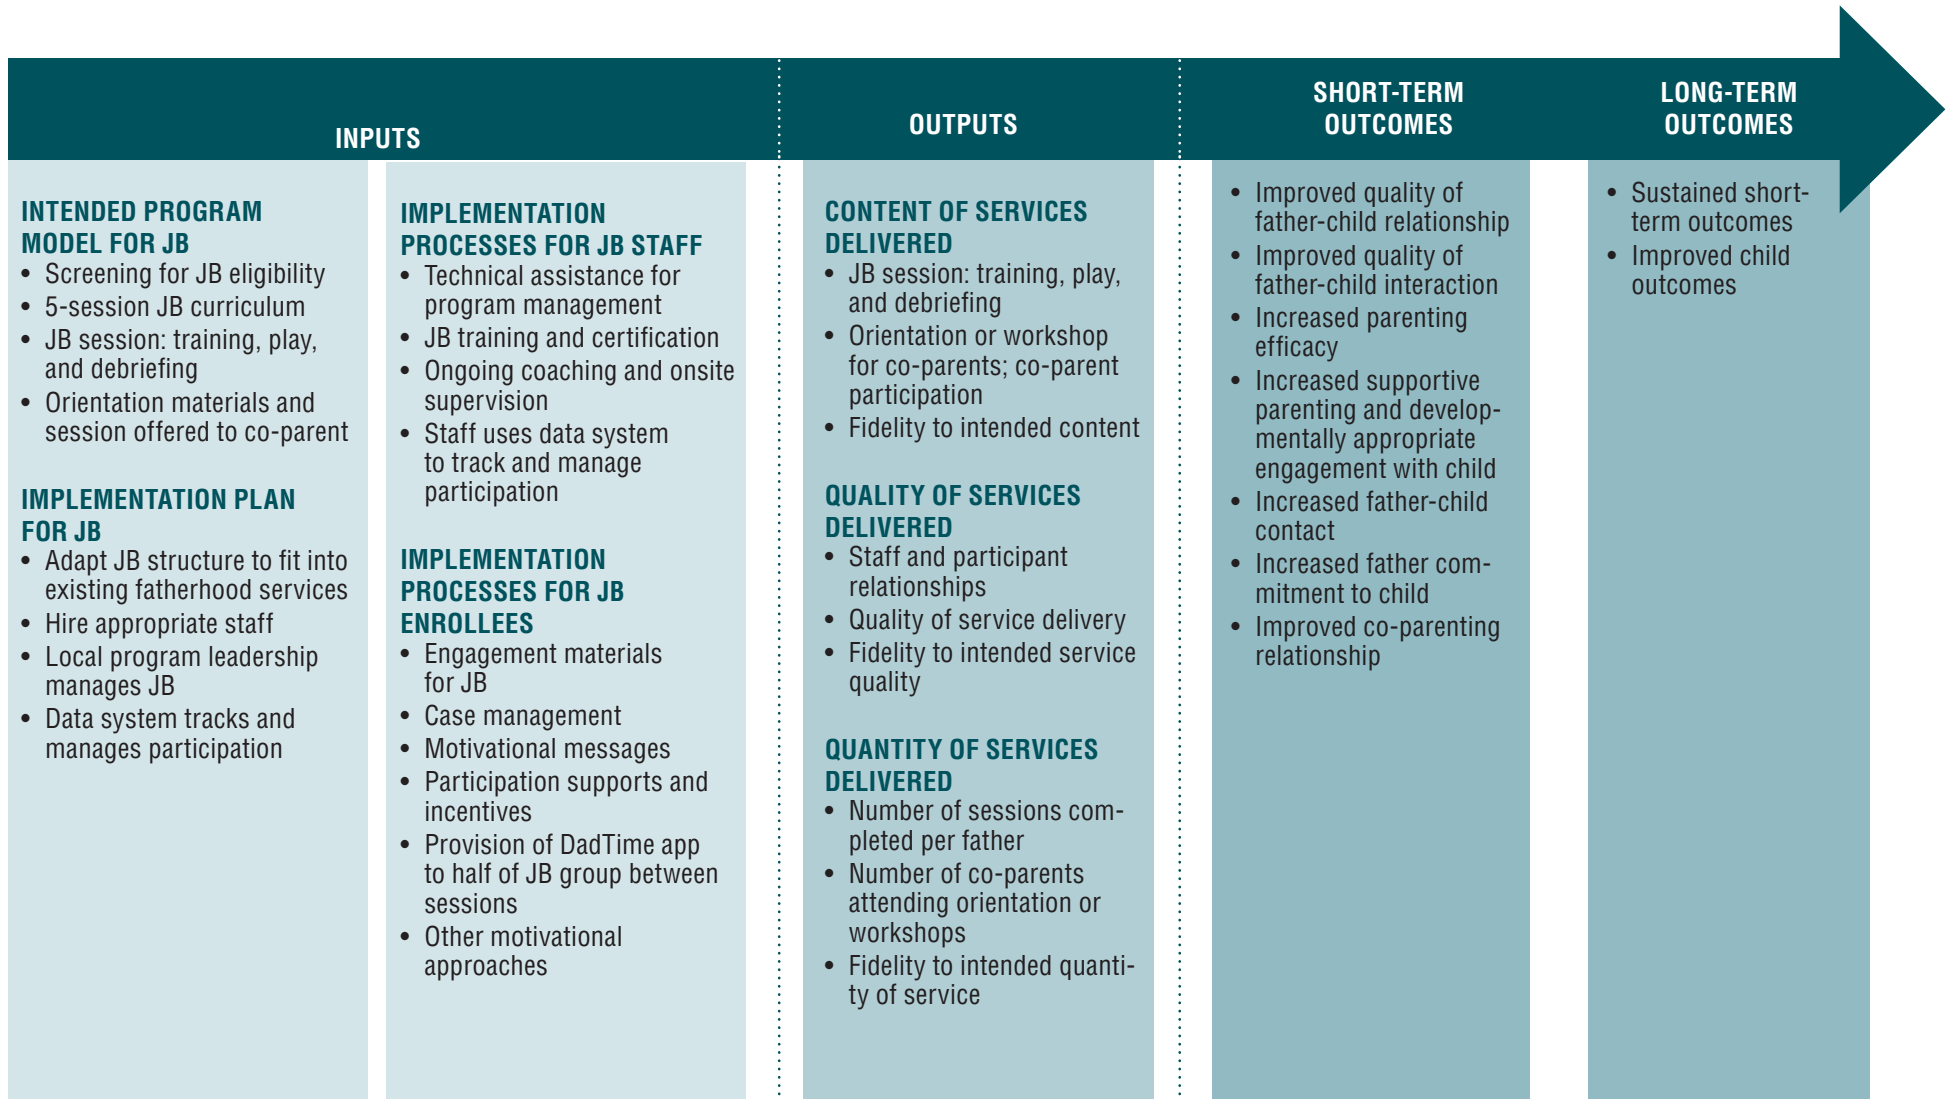 INPUTS
OUTPUTS
SHORT-TERM
OUTCOMES
LONG-TERM
OUTCOMES
INTENDED PROGRAM
MODEL FOR JB
• Screening for JB eligibility
• 5-session JB curriculum
• JB session: training, play,
and debriefing
• Orientation materials and
session offered to co-parent
IMPLEMENTATION PLAN
FOR JB
• Adapt JB structure to fit into
existing fatherhood services
• Hire appropriate staff
• Local program leadership
manages JB
• Data system tracks and
manages participation
IMPLEMENTATION
PROCESSES FOR JB STAFF
• Technical assistance for
program management
• JB training and certification
• Ongoing coaching and onsite
supervision
• Staff uses data system
to track and manage
participation
IMPLEMENTATION
PROCESSES FOR JB
ENROLLEES
• Engagement materials
for JB
• Case management
• Motivational messages
• Participation supports and
incentives
• Provision of DadTime app
to half of JB group between
sessions
• Other motivational
approaches
CONTENT OF SERVICES
DELIVERED
• JB session: training, play,
and debriefing
• Orientation or workshop
for co-parents; co-parent
participation
• Fidelity to intended content
QUALITY OF SERVICES
DELIVERED
• Staff and participant
relationships
• Quality of service delivery
• Fidelity to intended service
quality
QUANTITY OF SERVICES
DELIVERED
• Number of sessions com-
pleted per father
• Number of co-parents
attending orientation or
workshops
• Fidelity to intended quanti-
ty of service
• Improved quality of
father-child relationship
• Improved quality of
father-child interaction
• Increased parenting
efficacy
• Increased supportive
parenting and develop-
mentally appropriate
engagement with child
• Increased father-child
contact
• Increased father com-
mitment to child
• Improved co-parenting
relationship
• Sustained short-
term outcomes
• Improved child
outcomes